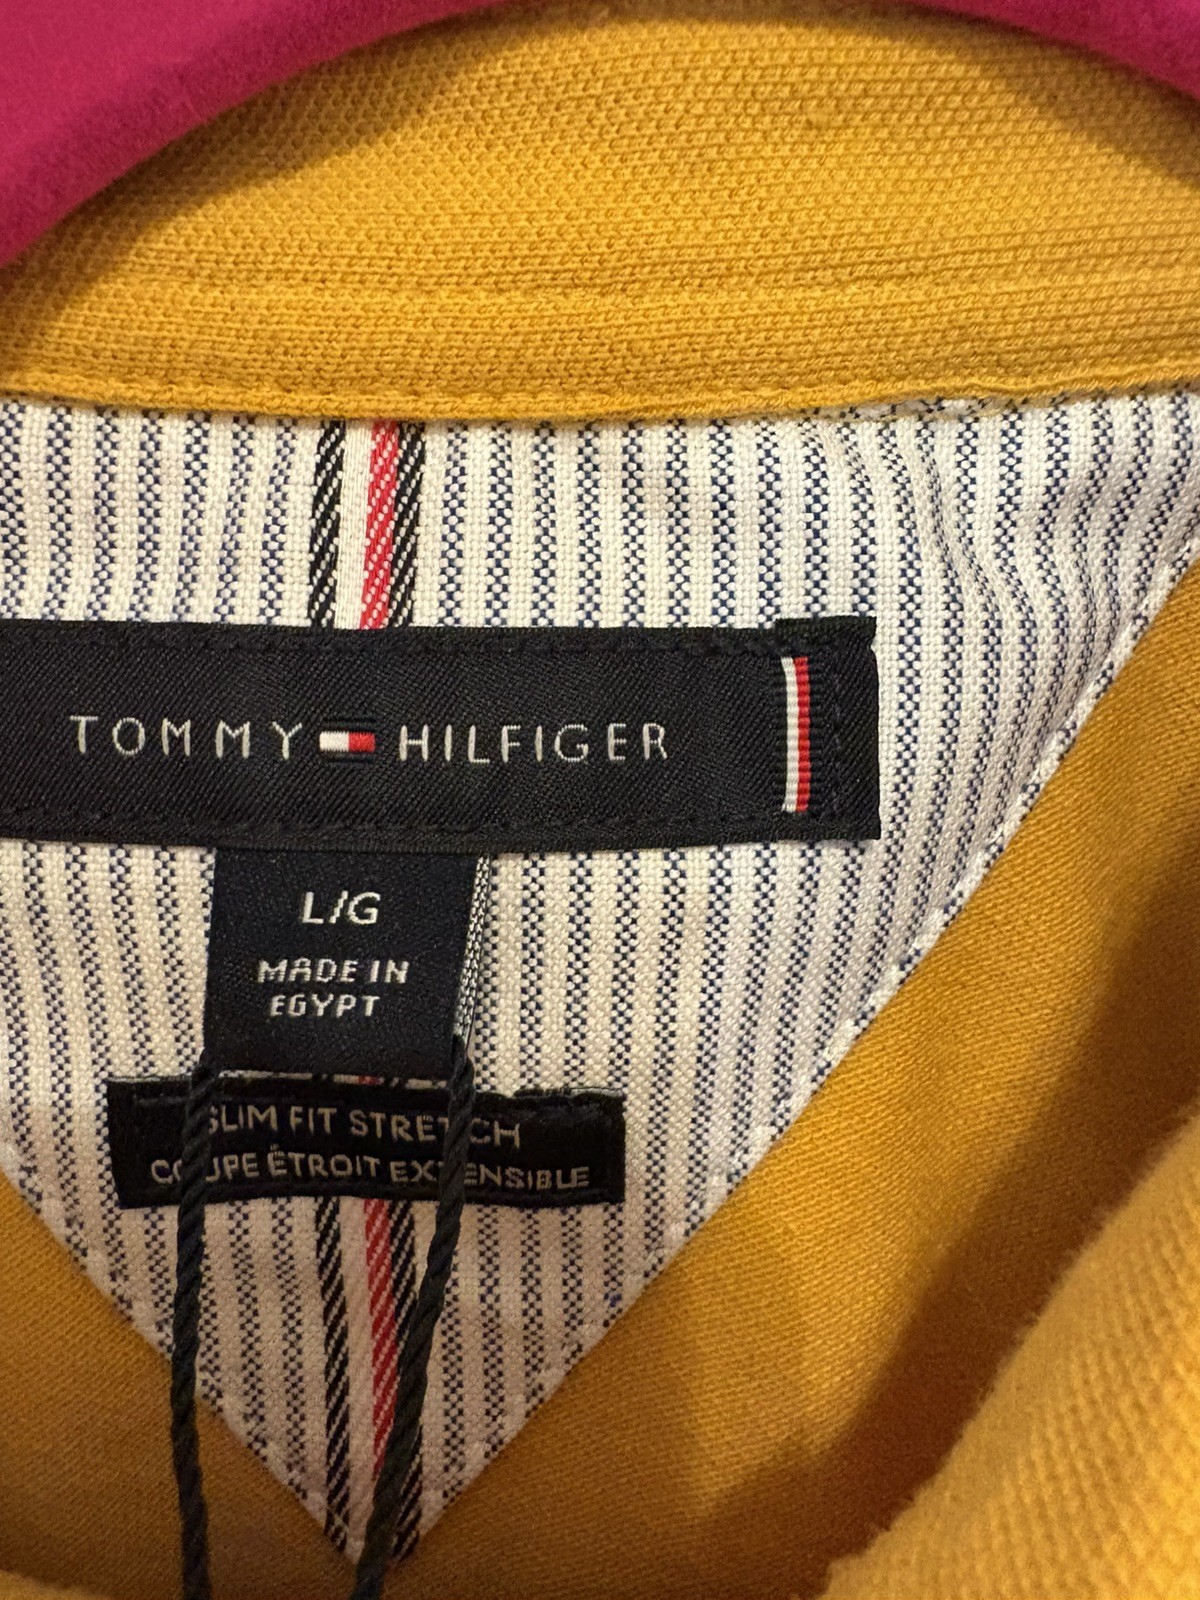 TOMMY HILFIGER
L/G
MADE IN
EGYPT
SLIM FIT STRETCH
COUPE ÉTROIT EXTENSIBLE